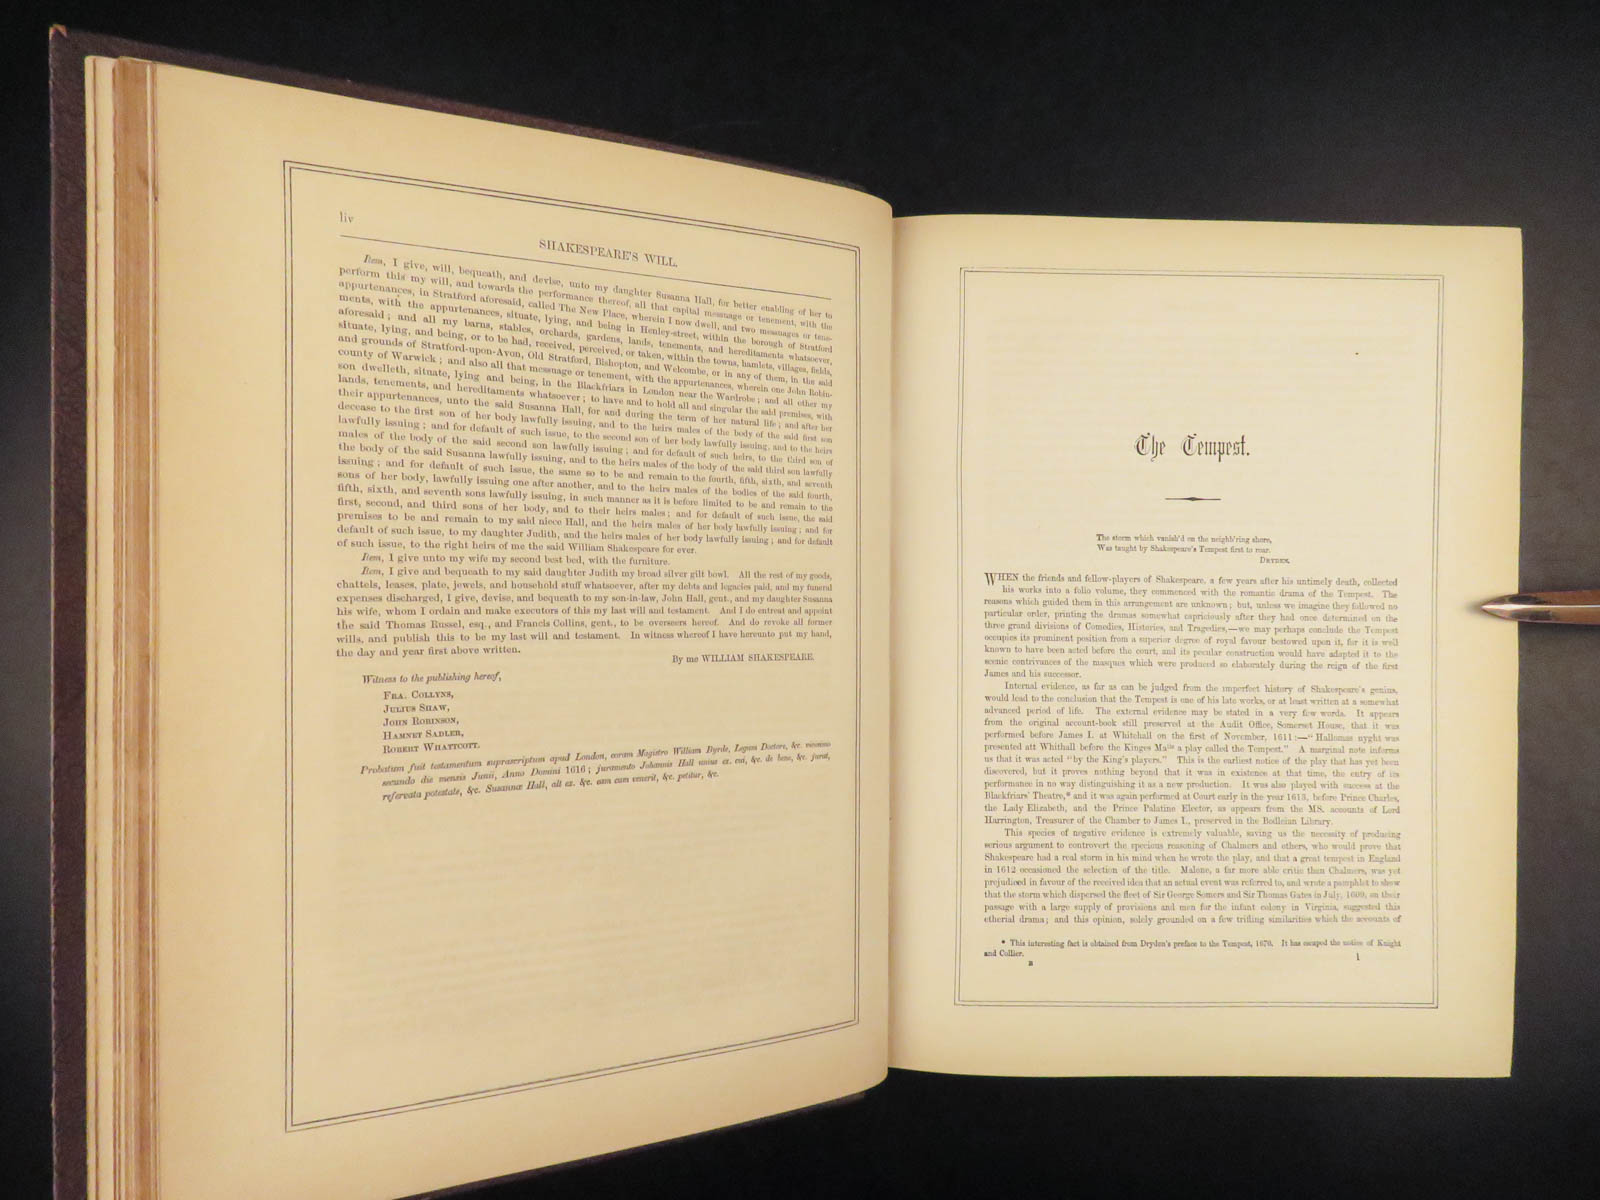 liv
SHAKESPEARE'S WILL.
Item, I give, will, bequeath, and devise, unto my daughter Susanna Hall, for better enabling of her to
perform this my will, and towards the performance thereof, all that capital messuage or tenement, with the
appurtenances, in Stratford aforesaid, called The New Place, wherein I now dwell, and two messuages or tene-
ments, with the appurtenances, situate, lying, and being in Henley-street, within the borough of Stratford
aforesaid; and all my barns, stables, orchards, gardens, lands, tenements, and hereditaments whatsoever,
situate, lying, and being, or to be had, received, perceived, or taken, within the towns, hamlets, villages, fields,
and grounds of Stratford-upon-Avon, Old Stratford, Bishopton, and Welcombe, or in any of them, in the said
county of Warwick; and also all that messuage or tenement, with the appurtenances, wherein one John Robin-
son dwelleth, situate, lying and being, in the Blackfriars in London near the Wardrobe; and all other my
lands, tenements, and hereditaments whatsoever; to have and to hold all and singular the said premises, with
their appurtenances, unto the said Susanna Hall, for and during the term of her natural life; and after her
decease to the first son of her body lawfully issuing, and to the heirs males of the body of the said first son
lawfully issuing; and for default of such issue, to the second son of her body lawfully issuing, and to the heirs
males of the body of the said second son lawfully issuing; and for default of such heirs, to the third son of
the body of the said Susanna lawfully issuing, and to the heirs males of the body of the said third son lawfully
issuing; and for default of such issue, the same so to be and remain to the fourth, fifth, sixth, and seventh
sons of her body, lawfully issuing one after another, and to the heirs males of the bodies of the said fourth,
fifth, sixth, and seventh sons lawfully issuing, in such manner as it is before limited to be and remain to the
first, second, and third sons of her body, and to their heirs males; and for default of such issue, the said
premises to be and remain to my said niece Hall, and the heirs males of her body lawfully issuing; and for
default of such issue, to my daughter Judith, and the heirs males of her body lawfully issuing; and for default
of such issue, to the right heirs of me the said William Shakespeare for ever.
Item, I give unto my wife my second best bed, with the furniture.
Item, I give and bequeath to my said daughter Judith my broad silver gilt bowl. All the rest of my goods,
chattels, leases, plate, jewels, and household stuff whatsoever, after my debts and legacies paid, and my funeral
expenses discharged, I give, devise, and bequeath to my son-in-law, John Hall, gent., and my daughter Susanna
his wife, whom I ordain and make executors of this my last will and testament. And I do entreat and appoint
the said Thomas Russel, esq., and Francis Collins, gent., to be overseers hereof. And do revoke all former
wills, and publish this to be my last will and testament. In witness whereof I have hereunto put my hand,
the day and year first above written.
By me WILLIAM SHAKESPEARE.
Witness to the publishing hereof,
FRA. COLLYNS,
JULIUS SHAW,
JOHN ROBINSON,
HAMNET SADLER,
ROBERT WHATTCOTT.
Probatum fuit testamentum suprascriptum apud London, coram Magistro William Byrde, Legum Doctore, &c. vicesimo
secundo die mensis Junii, Anno Domini 1616; juramento Johannis Hall unius ex. cui, &c. de bene, &c. jurat,
refervata potestate, &c. Susannæ Hall, alt ex. &c. eam cum venerit, &c. petitur, &c.
The Tempest.
The storm which vanish'd on the neighb'ring shore,
Was taught by Shakespeare's Tempest first to roar.
DRYDEN.
WHEN the friends and fellow-players of Shakespeare, a few years after his untimely death, collected
his works into a folio volume, they commenced with the romantic drama of the Tempest. The
reasons which guided them in this arrangement are unknown; but, unless we imagine they followed no
particular order, printing the dramas somewhat capriciously after they had once determined on the
three grand divisions of Comedies, Histories, and Tragedies,—we may perhaps conclude the Tempest
occupies its prominent position from a superior degree of royal favour bestowed upon it, for it is well
known to have been acted before the court, and its peculiar construction would have adapted it to the
scenic contrivances of the masques which were produced so elaborately during the reign of the first
James and his successor.
Internal evidence, as far as can be judged from the imperfect history of Shakespeare's genius,
would lead to the conclusion that the Tempest is one of his late works, or at least written at a somewhat
advanced period of life. The external evidence may be stated in a very few words. It appears
from the original account-book still preserved at the Audit Office, Somerset House, that it was
performed before James I. at Whitehall on the first of November, 1611:—"Hallomas nyght was
presented att Whithall before the Kinges Matie a play called the Tempest." A marginal note informs
us that it was acted "by the King's players." This is the earliest notice of the play that has yet been
discovered, but it proves nothing beyond that it was in existence at that time, the entry of its
performance in no way distinguishing it as a new production. It was also played with success at the
Blackfriars' Theatre,* and it was again performed at Court early in the year 1613, before Prince Charles,
the Lady Elizabeth, and the Prince Palatine Elector, as appears from the MS. accounts of Lord
Harrington, Treasurer of the Chamber to James I., preserved in the Bodleian Library.
This species of negative evidence is extremely valuable, saving us the necessity of producing
serious argument to controvert the specious reasoning of Chalmers and others, who would prove that
Shakespeare had a real storm in his mind when he wrote the play, and that a great tempest in England
in 1612 occasioned the selection of the title. Malone, a far more able critic than Chalmers, was yet
prejudiced in favour of the received idea that an actual event was referred to, and wrote a pamphlet to show
that the storm which dispersed the fleet of Sir George Somers and Sir Thomas Gates in July, 1609, on their
passage with a large supply of provisions and men for the infant colony in Virginia, suggested this
etherial drama; and this opinion, solely grounded on a few trifling similarities which the accounts of
* This interesting fact is obtained from Dryden's preface to the Tempest, 1670. It has escaped the notice of Knight
and Collier.
B 1